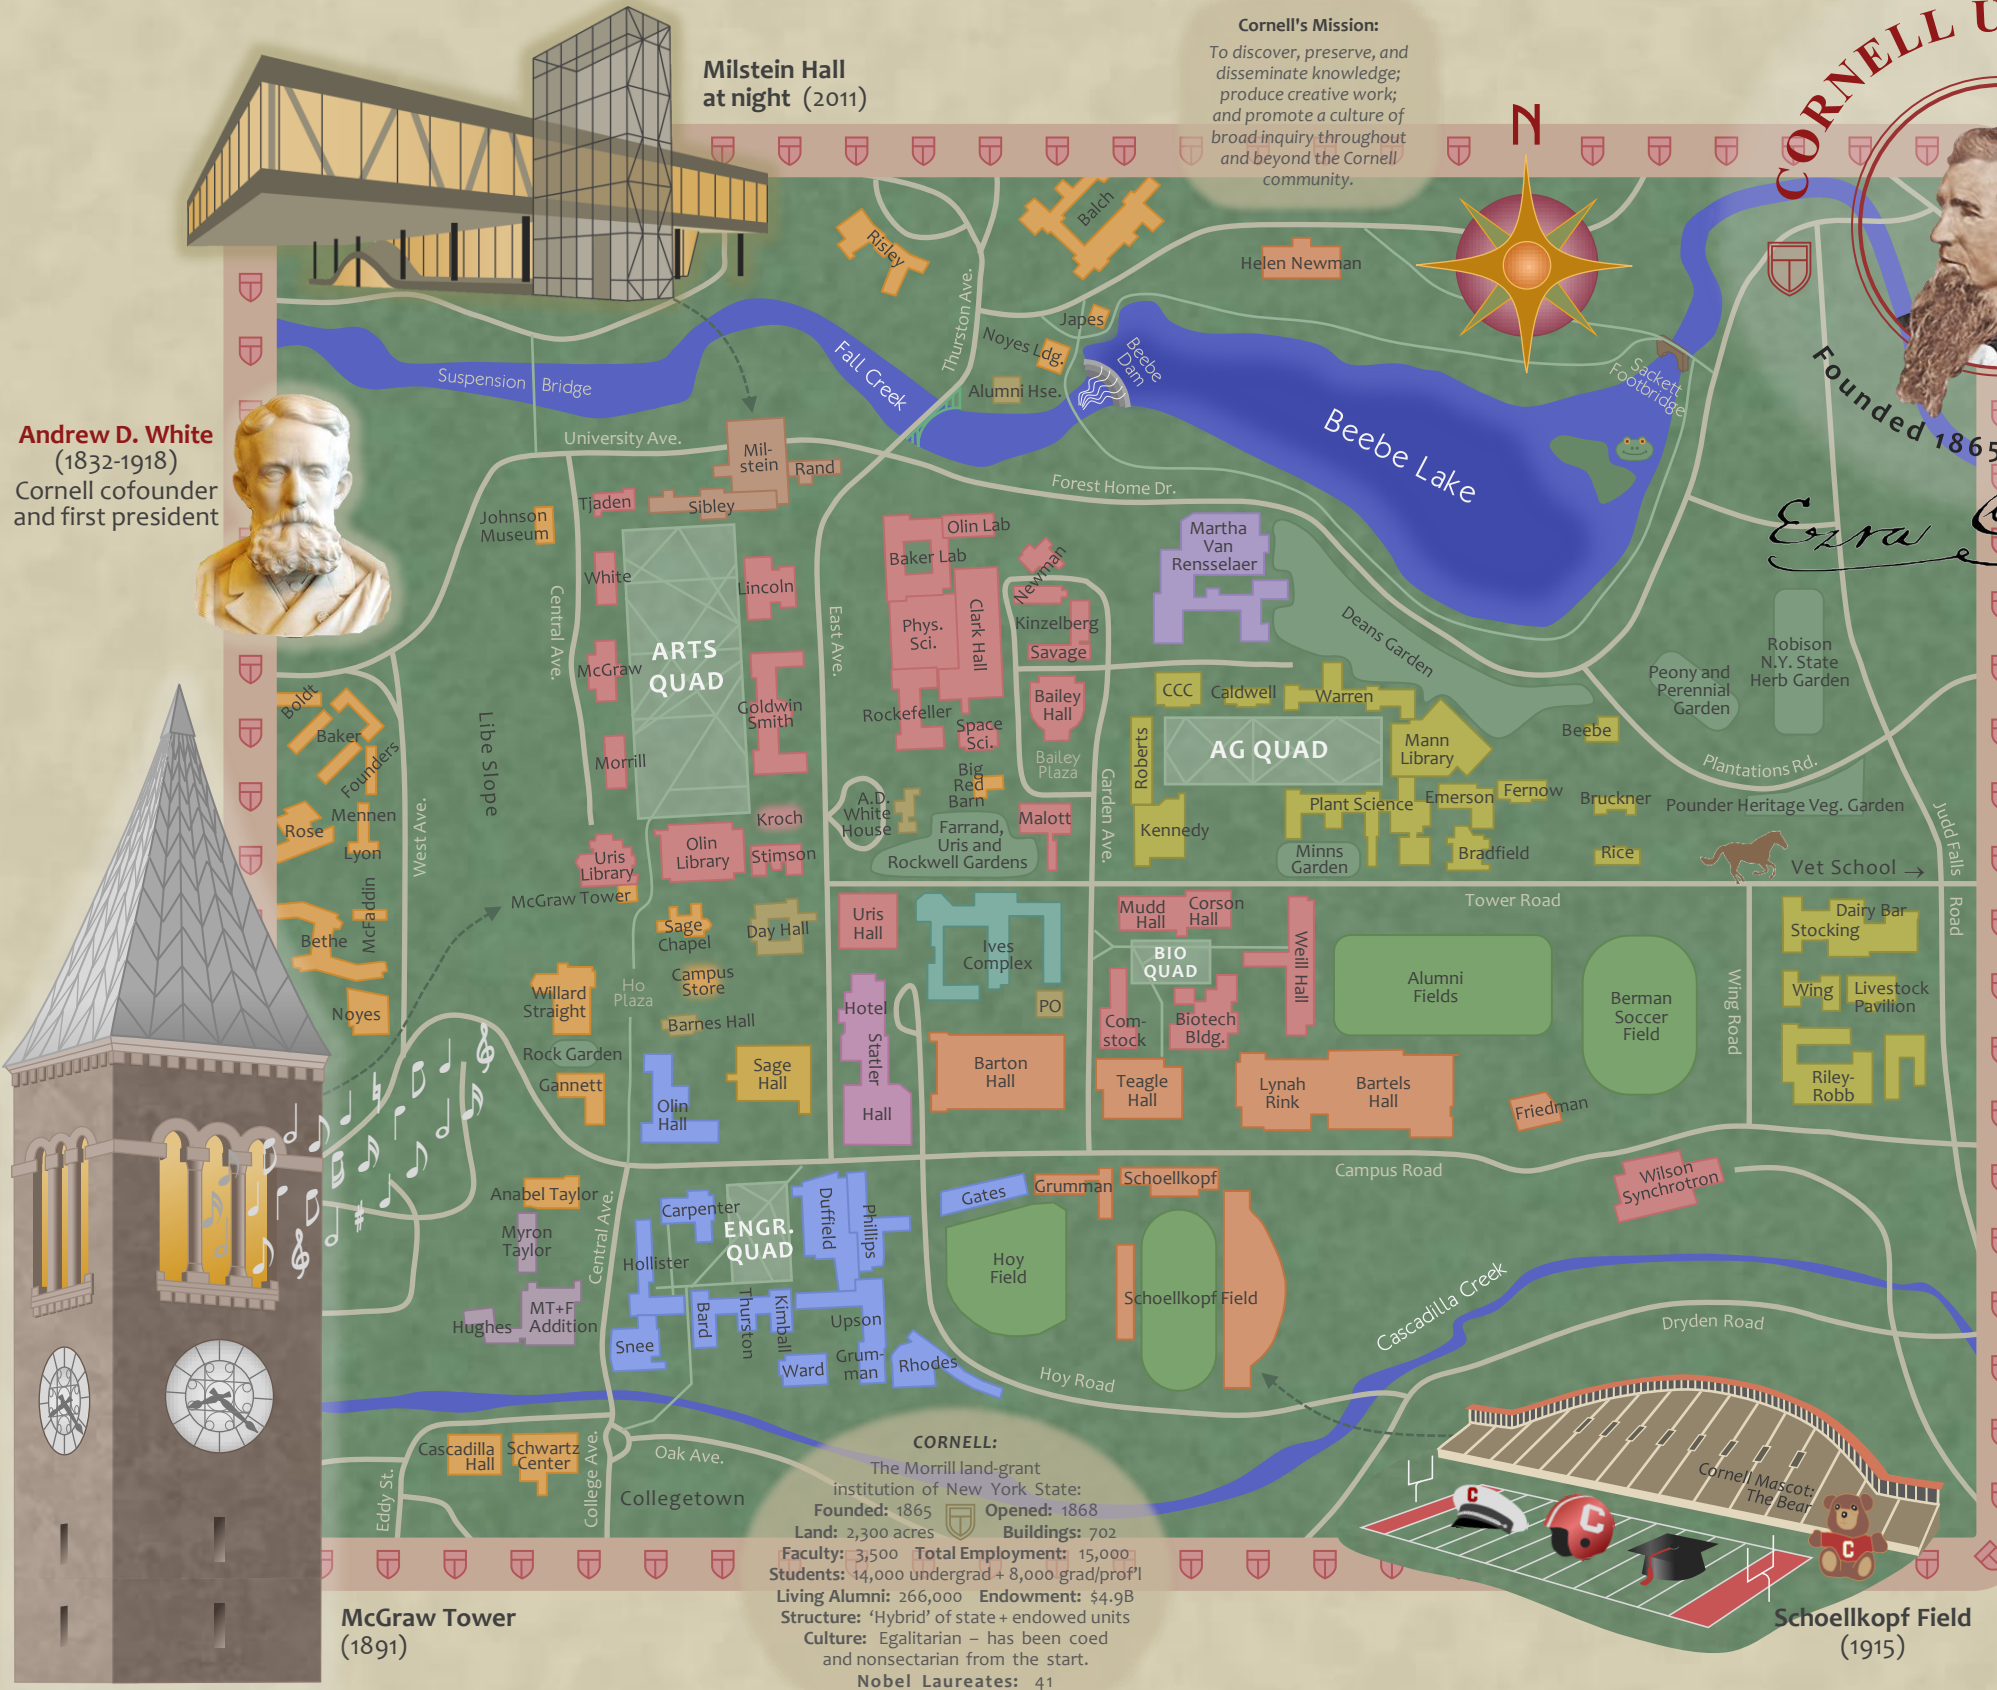 Milstein Hall
at night (2011)
Cornell's Mission:
To discover, preserve, and
disseminate knowledge;
produce creative work;
and promote a culture of
broad inquiry throughout
and beyond the Cornell
community.
N
CORNELL U
Founded 1865
Ezra C
Andrew D. White
(1832-1918)
Cornell cofounder
and first president
Balch
Risley
Helen Newman
Thurston Ave.
Japes
Noyes Ldg.
Beebe
Dam
Alumni Hse.
Fall Creek
Suspension Bridge
Sackett
Footbridge
Beebe Lake
University Ave.
Mil-
stein
Rand
Forest Home Dr.
Tjaden
Sibley
Johnson
Museum
Olin Lab
Baker Lab
Newman
Martha
Van
Rensselaer
White
Lincoln
Central Ave.
East Ave.
Phys.
Sci.
Clark Hall
Kinzelberg
Savage
Deans Garden
ARTS
QUAD
McGraw
Robison
N.Y. State
Herb Garden
Peony and
Perennial
Garden
Boldt
Baker
Founders
Libe Slope
Goldwin
Smith
Rockefeller
Space
Sci.
Bailey
Hall
CCC
Caldwell
Warren
Roberts
AG QUAD
Mann
Library
Beebe
Morrill
Bailey
Plaza
Garden Ave.
Plantations Rd.
Big
Red
Barn
Mennen
Rose
Lyon
West Ave.
Kroch
A.D.
White
House
Malott
Farrand,
Uris and
Rockwell Gardens
Kennedy
Plant Science
Emerson
Fernow
Bruckner
Pounder Heritage Veg. Garden
Judd Falls
Road
Uris
Library
Olin
Library
Stimson
Minns
Garden
Bradfield
Rice
Vet School →
McGraw Tower
McFaddin
Bethe
Noyes
Sage
Chapel
Day Hall
Uris
Hall
Ives
Complex
Mudd
Hall
Corson
Hall
Tower Road
Dairy Bar
Stocking
BIO
QUAD
Weill Hall
Alumni
Fields
Berman
Soccer
Field
Wing Road
Wing
Livestock
Pavilion
Willard
Straight
Ho
Plaza
Campus
Store
Barnes Hall
Hotel
Statler
Hall
PO
Com-
stock
Biotech
Bldg.
Riley-
Robb
Rock Garden
Gannett
Olin
Hall
Sage
Hall
Barton
Hall
Teagle
Hall
Lynah
Rink
Bartels
Hall
Friedman
Campus Road
Wilson
Synchrotron
Anabel Taylor
Myron
Taylor
Central Ave.
Carpenter
ENGR.
QUAD
Duffield
Phillips
Gates
Grumman
Schoellkopf
Hoy
Field
Schoellkopf Field
Hollister
MT+F
Addition
Hughes
Snee
Bard
Thurston
Kimball
Upson
Ward
Grum-
man
Rhodes
Hoy Road
Cascadilla Creek
Dryden Road
Cascadilla
Hall
Schwartz
Center
Eddy St.
College Ave.
Oak Ave.
Collegetown
CORNELL:
The Morrill land-grant
institution of New York State:
Founded: 1865 Opened: 1868
Land: 2,300 acres Buildings: 702
Faculty: 3,500 Total Employment: 15,000
Students: 14,000 undergrad + 8,000 grad/prof'l
Living Alumni: 266,000 Endowment: $4.9B
Structure: 'Hybrid' of state + endowed units
Culture: Egalitarian – has been coed
and nonsectarian from the start.
Nobel Laureates: 41
Cornell Mascot:
The Bear
C
C
C
McGraw Tower
(1891)
Schoellkopf Field
(1915)